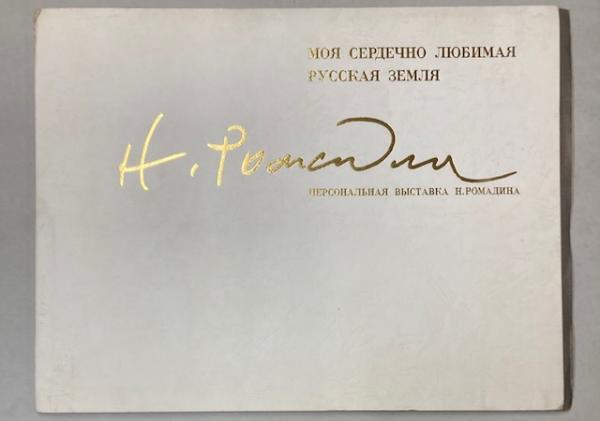 МОЯ СЕРДЕЧНО ЛЮБИМАЯ
РУССКАЯ ЗЕМЛЯ
Н. Ромадин
ПЕРСОНАЛЬНАЯ ВЫСТАВКА Н.РОМАДИНА